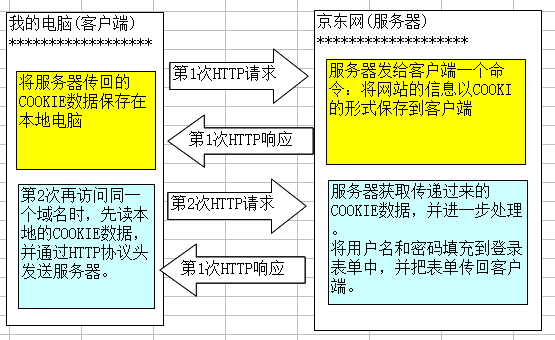 我的电脑(客户端)
******************
将服务器传回的
COOKIE数据保存在
本地电脑
第2次再访问同一
个域名时，先读本
地的COOKIE数据，
并通过HTTP协议头
发送服务器。
第1次HTTP请求
第1次HTTP响应
第2次HTTP请求
第1次HTTP响应
京东网(服务器)
*******************
服务器发给客户端一个命
令：将网站的信息以COOKI
的形式保存到客户端
服务器获取传递过来的
COOKIE数据，并进一步处理
。
将用户名和密码填充到登录
表单中，并把表单传回客户
端。